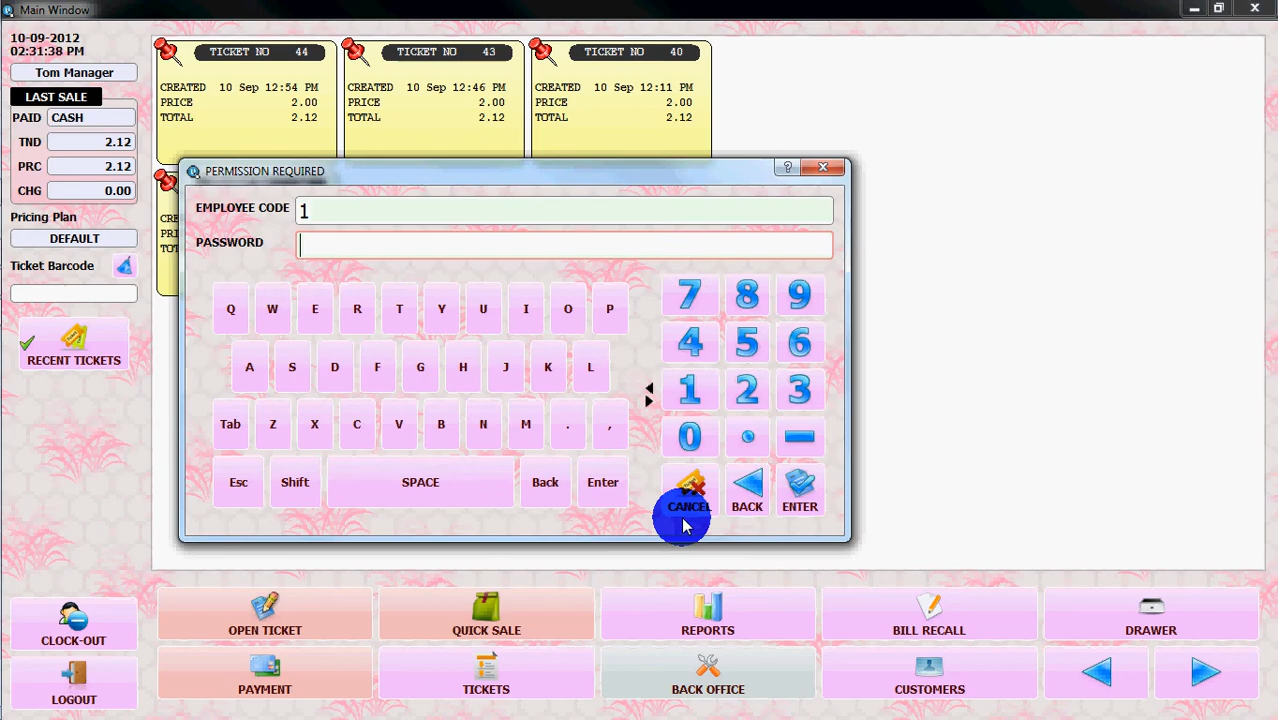 Main Window
10-09-2012
02:31:38 PM
Tom Manager
LAST SALE
PAID CASH
TND 2.12
PRC 2.12
CHG 0.00
Pricing Plan
DEFAULT
Ticket Barcode
RECENT TICKETS
TICKET NO 44
CREATED 10 Sep 12:54 PM
PRICE 2.00
TOTAL 2.12
TICKET NO 43
CREATED 10 Sep 12:46 PM
PRICE 2.00
TOTAL 2.12
TICKET NO 40
CREATED 10 Sep 12:11 PM
PRICE 2.00
TOTAL 2.12
PERMISSION REQUIRED
?
EMPLOYEE CODE 1
PASSWORD
Q W E R T Y U I O P
A S D F G H J K L
Tab Z X C V B N M . ,
Esc Shift SPACE Back Enter
7 8 9
4 5 6
1 2 3
0
CANCEL BACK ENTER
CLOCK-OUT
LOGOUT
OPEN TICKET QUICK SALE REPORTS BILL RECALL DRAWER
PAYMENT TICKETS BACK OFFICE CUSTOMERS